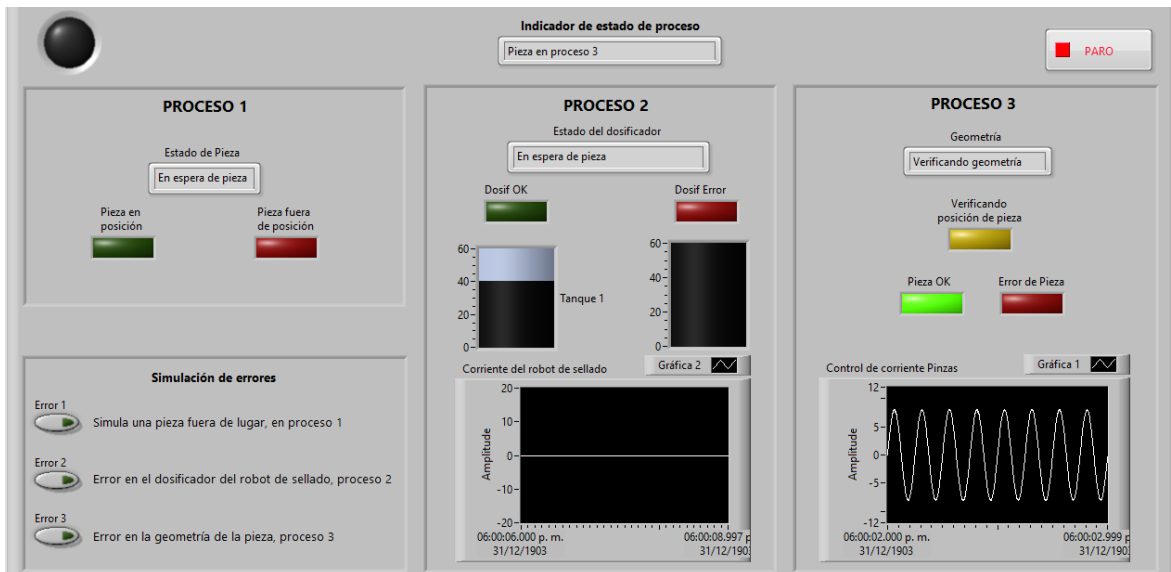 Indicador de estado de proceso
Pieza en proceso 3
PARO
PROCESO 1
Estado de Pieza
En espera de pieza
Pieza en
posición
Pieza fuera
de posición
Simulación de errores
Error 1
Simula una pieza fuera de lugar, en proceso 1
Error 2
Error en el dosificador del robot de sellado, proceso 2
Error 3
Error en la geometría de la pieza, proceso 3
PROCESO 2
Estado del dosificador
En espera de pieza
Dosif OK
Dosif Error
60
40
20
0
Tanque 1
60
40
20
0
Corriente del robot de sellado
Gráfica 2
Amplitude
20
10
0
-10
-20
06:00:06.000 p. m.
31/12/1903
06:00:08.997 p
31/12/190
PROCESO 3
Geometría
Verificando geometría
Verificando
posición de pieza
Pieza OK
Error de Pieza
Control de corriente Pinzas
Gráfica 1
Amplitude
12
5
0
-5
-12
06:00:02.000 p. m.
31/12/1903
06:00:02.999 p
31/12/190